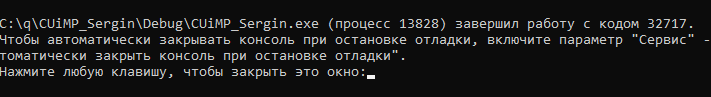 C:\q\CUiMP_Sergin\Debug\CUiMP_Sergin.exe (процесс 13828) завершил работу с кодом 32717.
Чтобы автоматически закрывать консоль при остановке отладки, включите параметр "Сервис" -
томатически закрыть консоль при остановке отладки".
Нажмите любую клавишу, чтобы закрыть это окно: